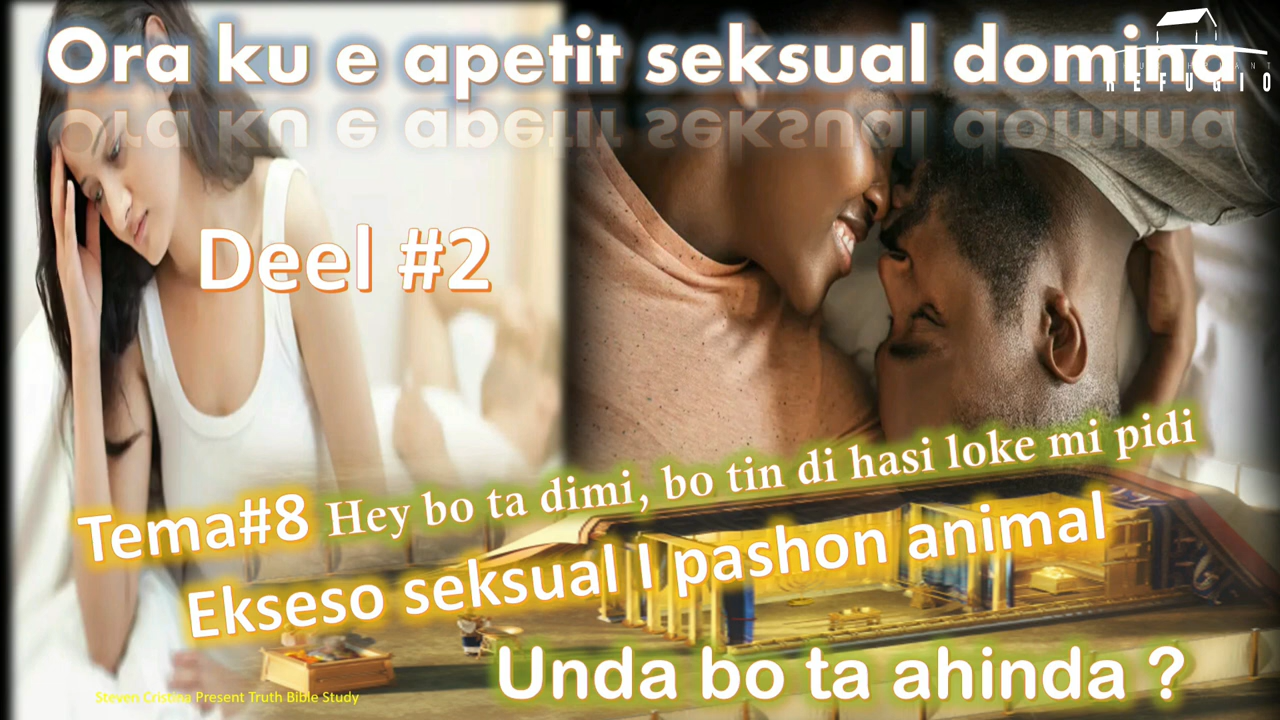 Ora ku e apetit seksual domina
REFUGIO
Deel #2
Tema#8 Hey bo ta dimi, bo tin di hasi loke mi pidi
Ekseso seksual I pashon animal
Unda bo ta ahinda ?
Steven Cristina Present Truth Bible Study